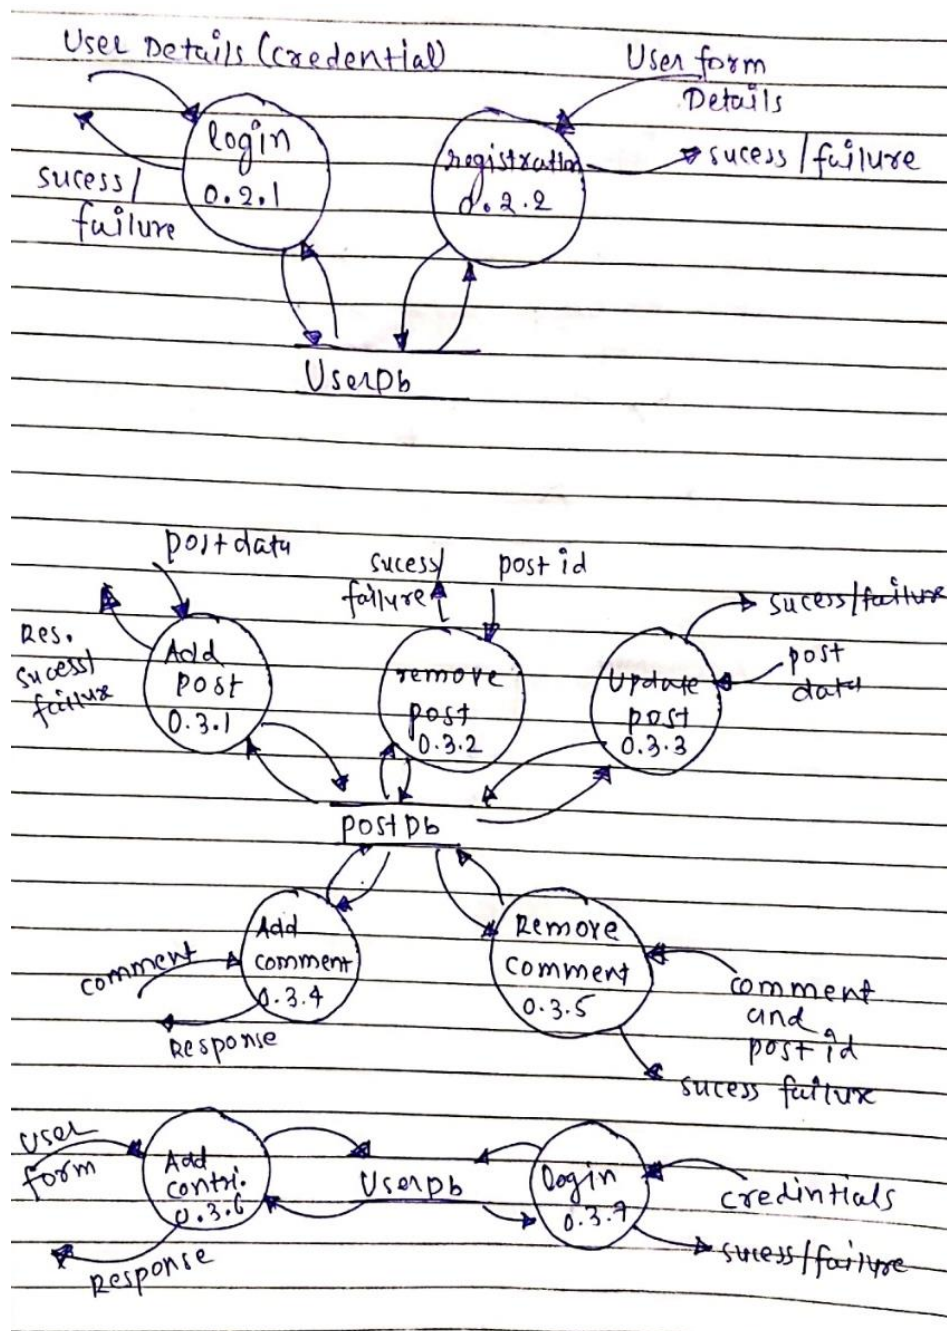 User Details (credential)
User form
Details
login
0.2.1
registration
0.2.2
sucess / failure
sucess /
failure
UserDb
post data
sucess/
failure
post id
sucess/failure
Res.
sucess/
failure
Add
post
0.3.1
remove
post
0.3.2
Update
post
0.3.3
post
data
post Db
Add
comment
0.3.4
comment
Response
Remove
comment
0.3.5
comment
and
post id
sucess failure
user
form
Add
contri.
0.3.6
Response
UserDb
login
0.3.7
credintials
sucess/failure